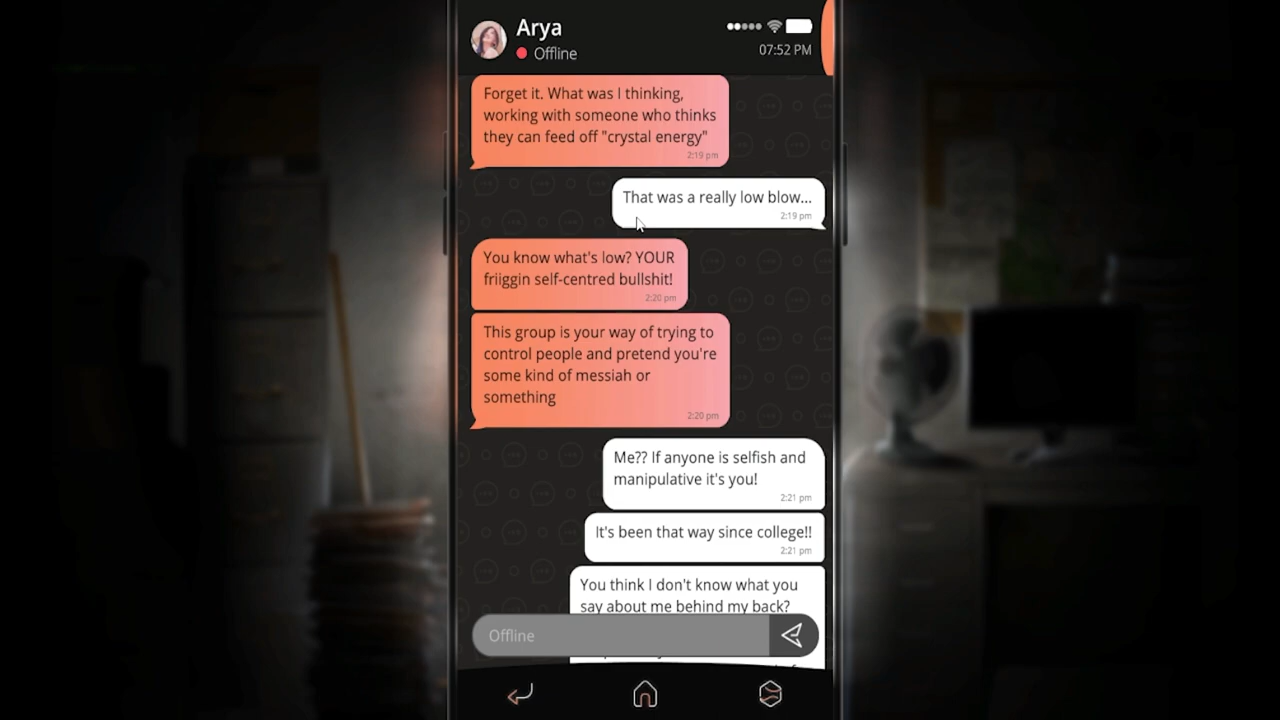 Arya
Offline
07:52 PM
Forget it. What was I thinking,
working with someone who thinks
they can feed off "crystal energy"
2:19 pm
That was a really low blow...
2:19 pm
You know what's low? YOUR
friiggin self-centred bullshit!
2:20 pm
This group is your way of trying to
control people and pretend you're
some kind of messiah or
something
2:20 pm
Me?? If anyone is selfish and
manipulative it's you!
2:21 pm
It's been that way since college!!
2:21 pm
You think I don't know what you
say about me behind my back?
Offline